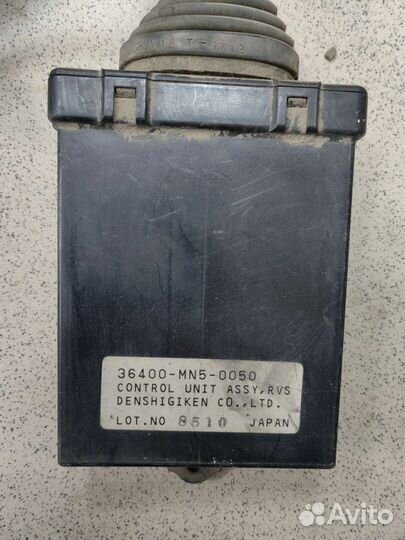 36400-MN5-0050
CONTROL UNIT ASSY,RVS
DENSHIGIKEN CO.,LTD.
LOT.NO 8510 JAPAN
Avito